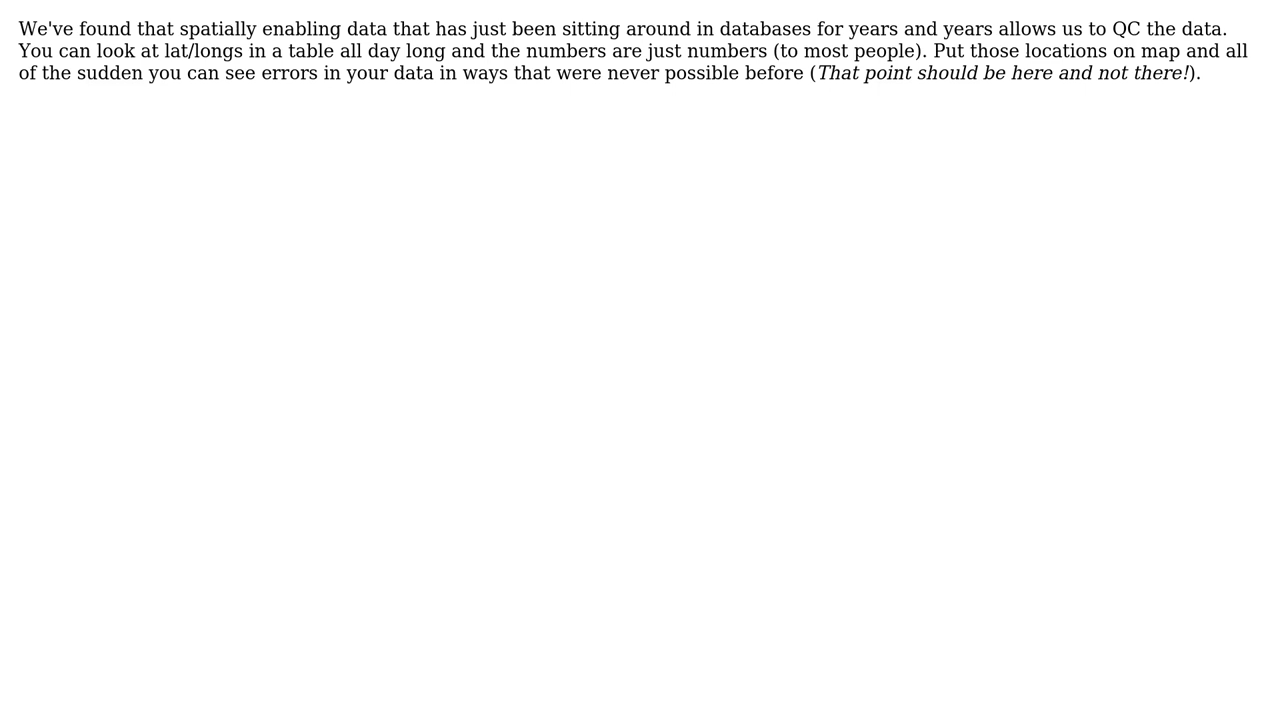 We've found that spatially enabling data that has just been sitting around in databases for years and years allows us to QC the data.
You can look at lat/longs in a table all day long and the numbers are just numbers (to most people). Put those locations on map and all
of the sudden you can see errors in your data in ways that were never possible before (That point should be here and not there!).